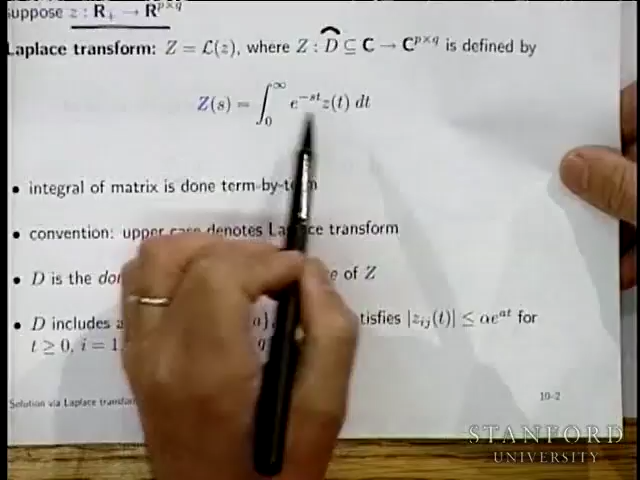 suppose z : R₊ → R^{p×q}
Laplace transform: Z = ℒ(z), where Z : D ⊆ C → C^{p×q} is defined by
Z(s) = ∫₀^∞ e^{−st} z(t) dt
• integral of matrix is done term-by-term
• convention: upper case denotes Laplace transform
• D is the e of Z
• D includes a}, tisfies |z_{ij}(t)| ≤ αe^{at} for
t ≥ 0, i = 1, q
Solution via Laplace transfor
10-2
STANFORD
UNIVERSITY